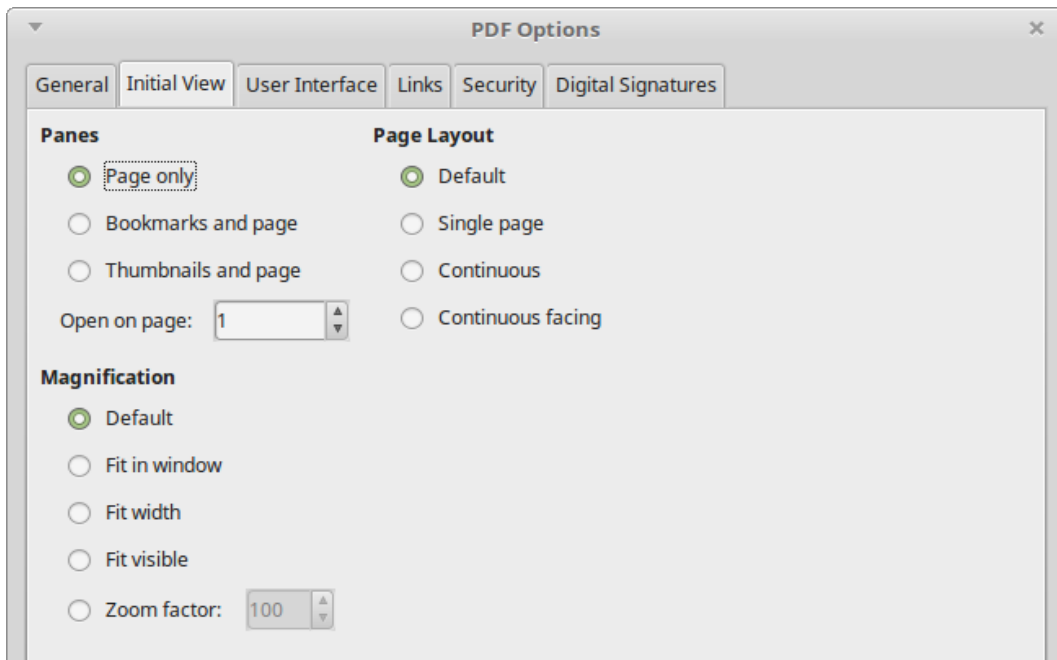 PDF Options
General Initial View User Interface Links Security Digital Signatures
Panes
Page only
Bookmarks and page
Thumbnails and page
Open on page: 1
Page Layout
Default
Single page
Continuous
Continuous facing
Magnification
Default
Fit in window
Fit width
Fit visible
Zoom factor: 100